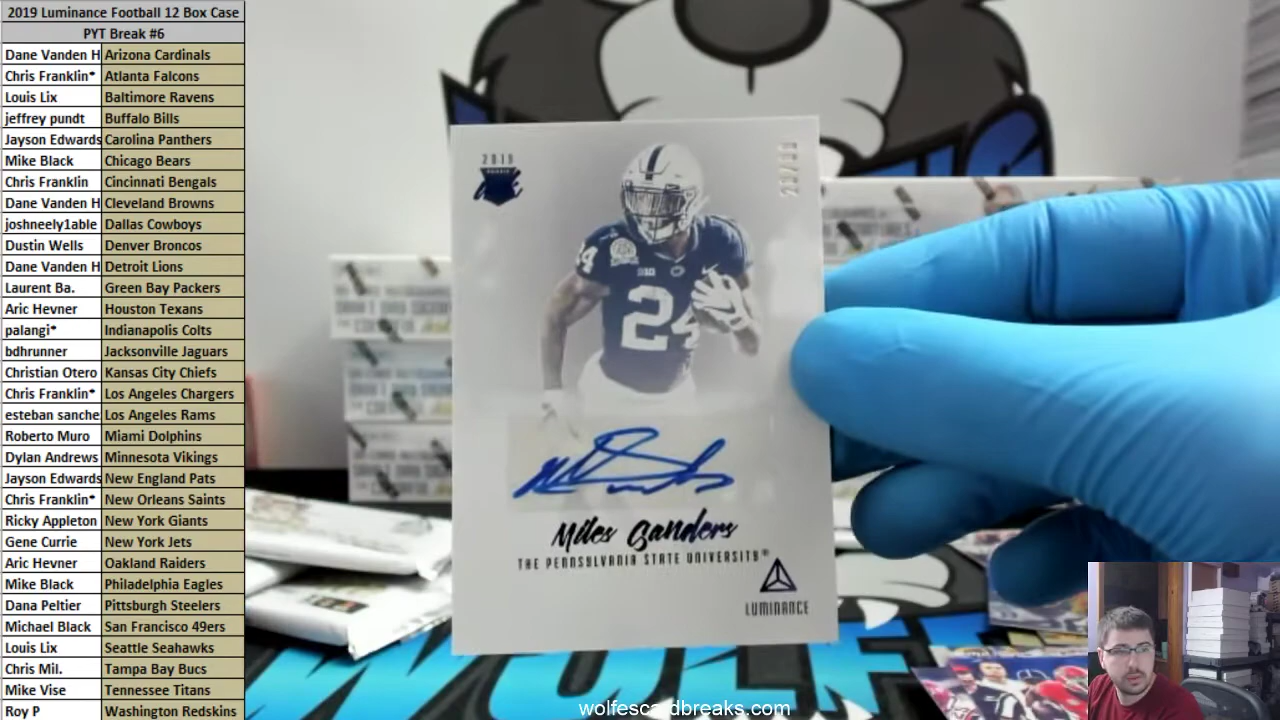 2019 Luminance Football 12 Box Case
PYT Break #6
Dane Vanden H Arizona Cardinals
Chris Franklin* Atlanta Falcons
Louis Lix Baltimore Ravens
jeffrey pundt Buffalo Bills
Jayson Edwards Carolina Panthers
Mike Black Chicago Bears
Chris Franklin Cincinnati Bengals
Dane Vanden H Cleveland Browns
joshneely1able Dallas Cowboys
Dustin Wells Denver Broncos
Dane Vanden H Detroit Lions
Laurent Ba. Green Bay Packers
Aric Hevner Houston Texans
palangi* Indianapolis Colts
bdhrunner Jacksonville Jaguars
Christian Otero Kansas City Chiefs
Chris Franklin* Los Angeles Chargers
esteban sanche Los Angeles Rams
Roberto Muro Miami Dolphins
Dylan Andrews Minnesota Vikings
Jayson Edwards New England Pats
Chris Franklin* New Orleans Saints
Ricky Appleton New York Giants
Gene Currie New York Jets
Aric Hevner Oakland Raiders
Mike Black Philadelphia Eagles
Dana Peltier Pittsburgh Steelers
Michael Black San Francisco 49ers
Louis Lix Seattle Seahawks
Chris Mil. Tampa Bay Bucs
Mike Vise Tennessee Titans
Roy P Washington Redskins
2019
24
B1G
24
Miles Sanders
THE PENNSYLVANIA STATE UNIVERSITY®
LUMINANCE
WOLF
wolfescardbreaks.com